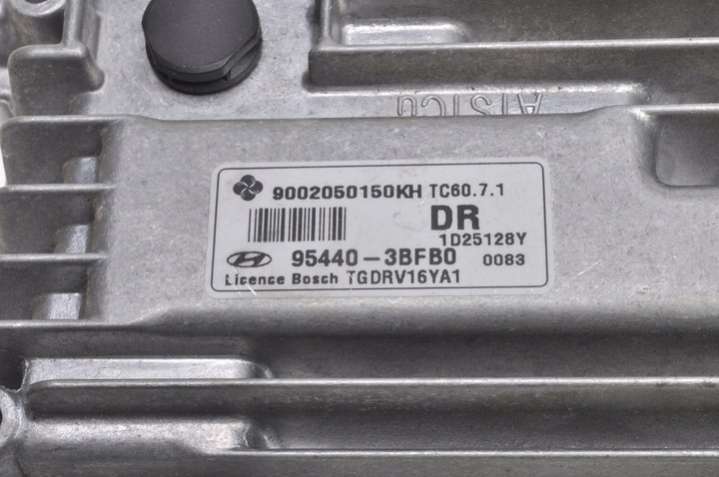 9002050150KH TC60.7.1
DR
1D25128Y
95440-3BFB0 0083
Licence Bosch TGDRV16YA1